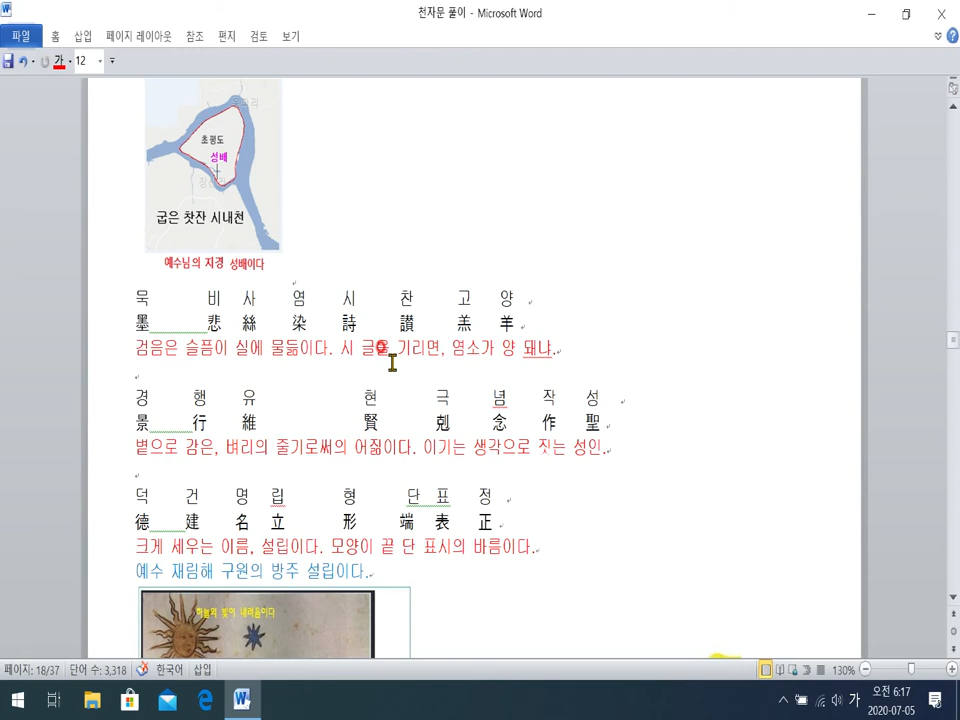 천자문 풀이 - Microsoft Word
파일 홈 삽입 페이지 레이아웃 참조 편지 검토 보기
가 12
초평도
성배
굽은 찻잔 시내천
예수님의 지경 성배이다
묵 비 사 염 시 찬 고 양
墨 悲 絲 染 詩 讃 羔 羊
검음은 슬픔이 실에 물듦이다. 시 글을 기리면, 염소가 양 돼냐.
경 행 유 현 극 념 작 성
景 行 維 賢 剋 念 作 聖
볕으로 감은, 벼리의 줄기로써의 어짊이다. 이기는 생각으로 짓는 성인.
덕 건 명 립 형 단 표 정
德 建 名 立 形 端 表 正
크게 세우는 이름, 설립이다. 모양이 끝 단 표시의 바름이다.
예수 재림해 구원의 방주 설립이다.
하늘의 빛이 내려옴이다
페이지: 18/37 단어 수: 3,318 한국어 삽입 130%
가 오전 6:17
2020-07-05